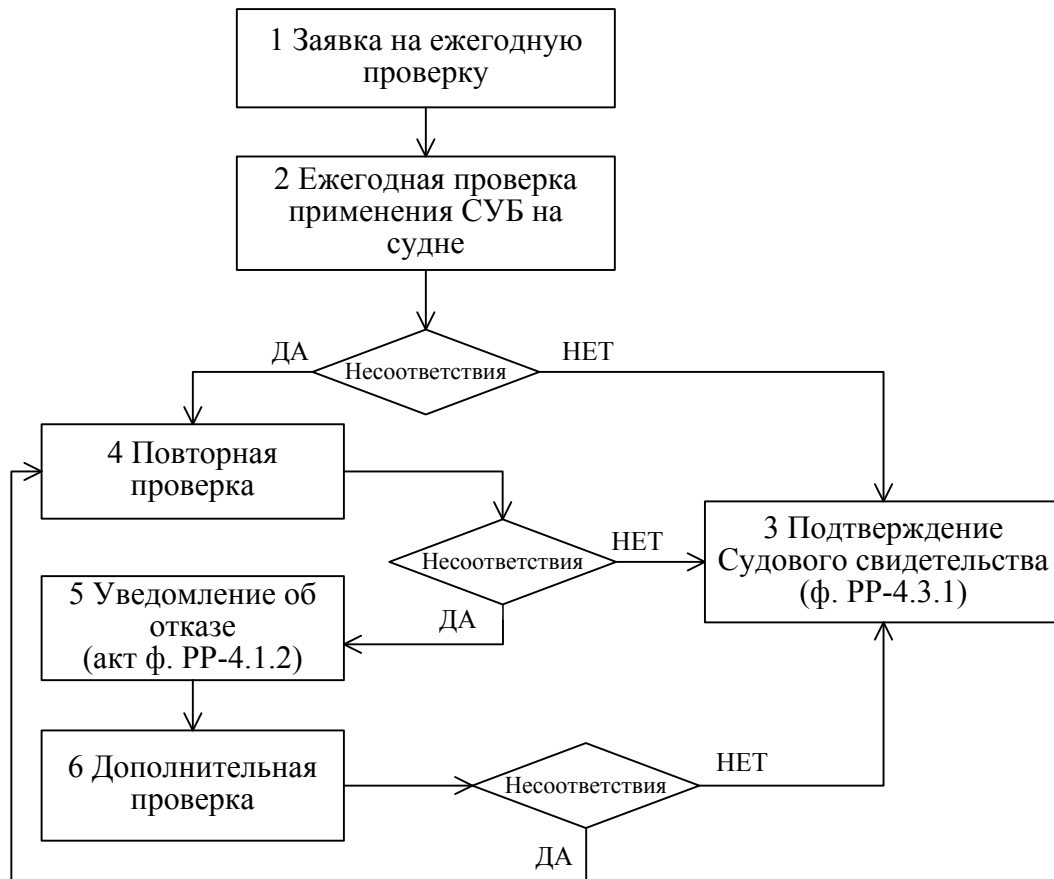 1 Заявка на ежегодную
проверку
2 Ежегодная проверка
применения СУБ на
судне
ДА
Несоответствия
НЕТ
4 Повторная
проверка
Несоответствия
НЕТ
3 Подтверждение
Судового свидетельства
(ф. РР-4.3.1)
5 Уведомление об
отказе
(акт ф. РР-4.1.2)
ДА
6 Дополнительная
проверка
Несоответствия
НЕТ
ДА